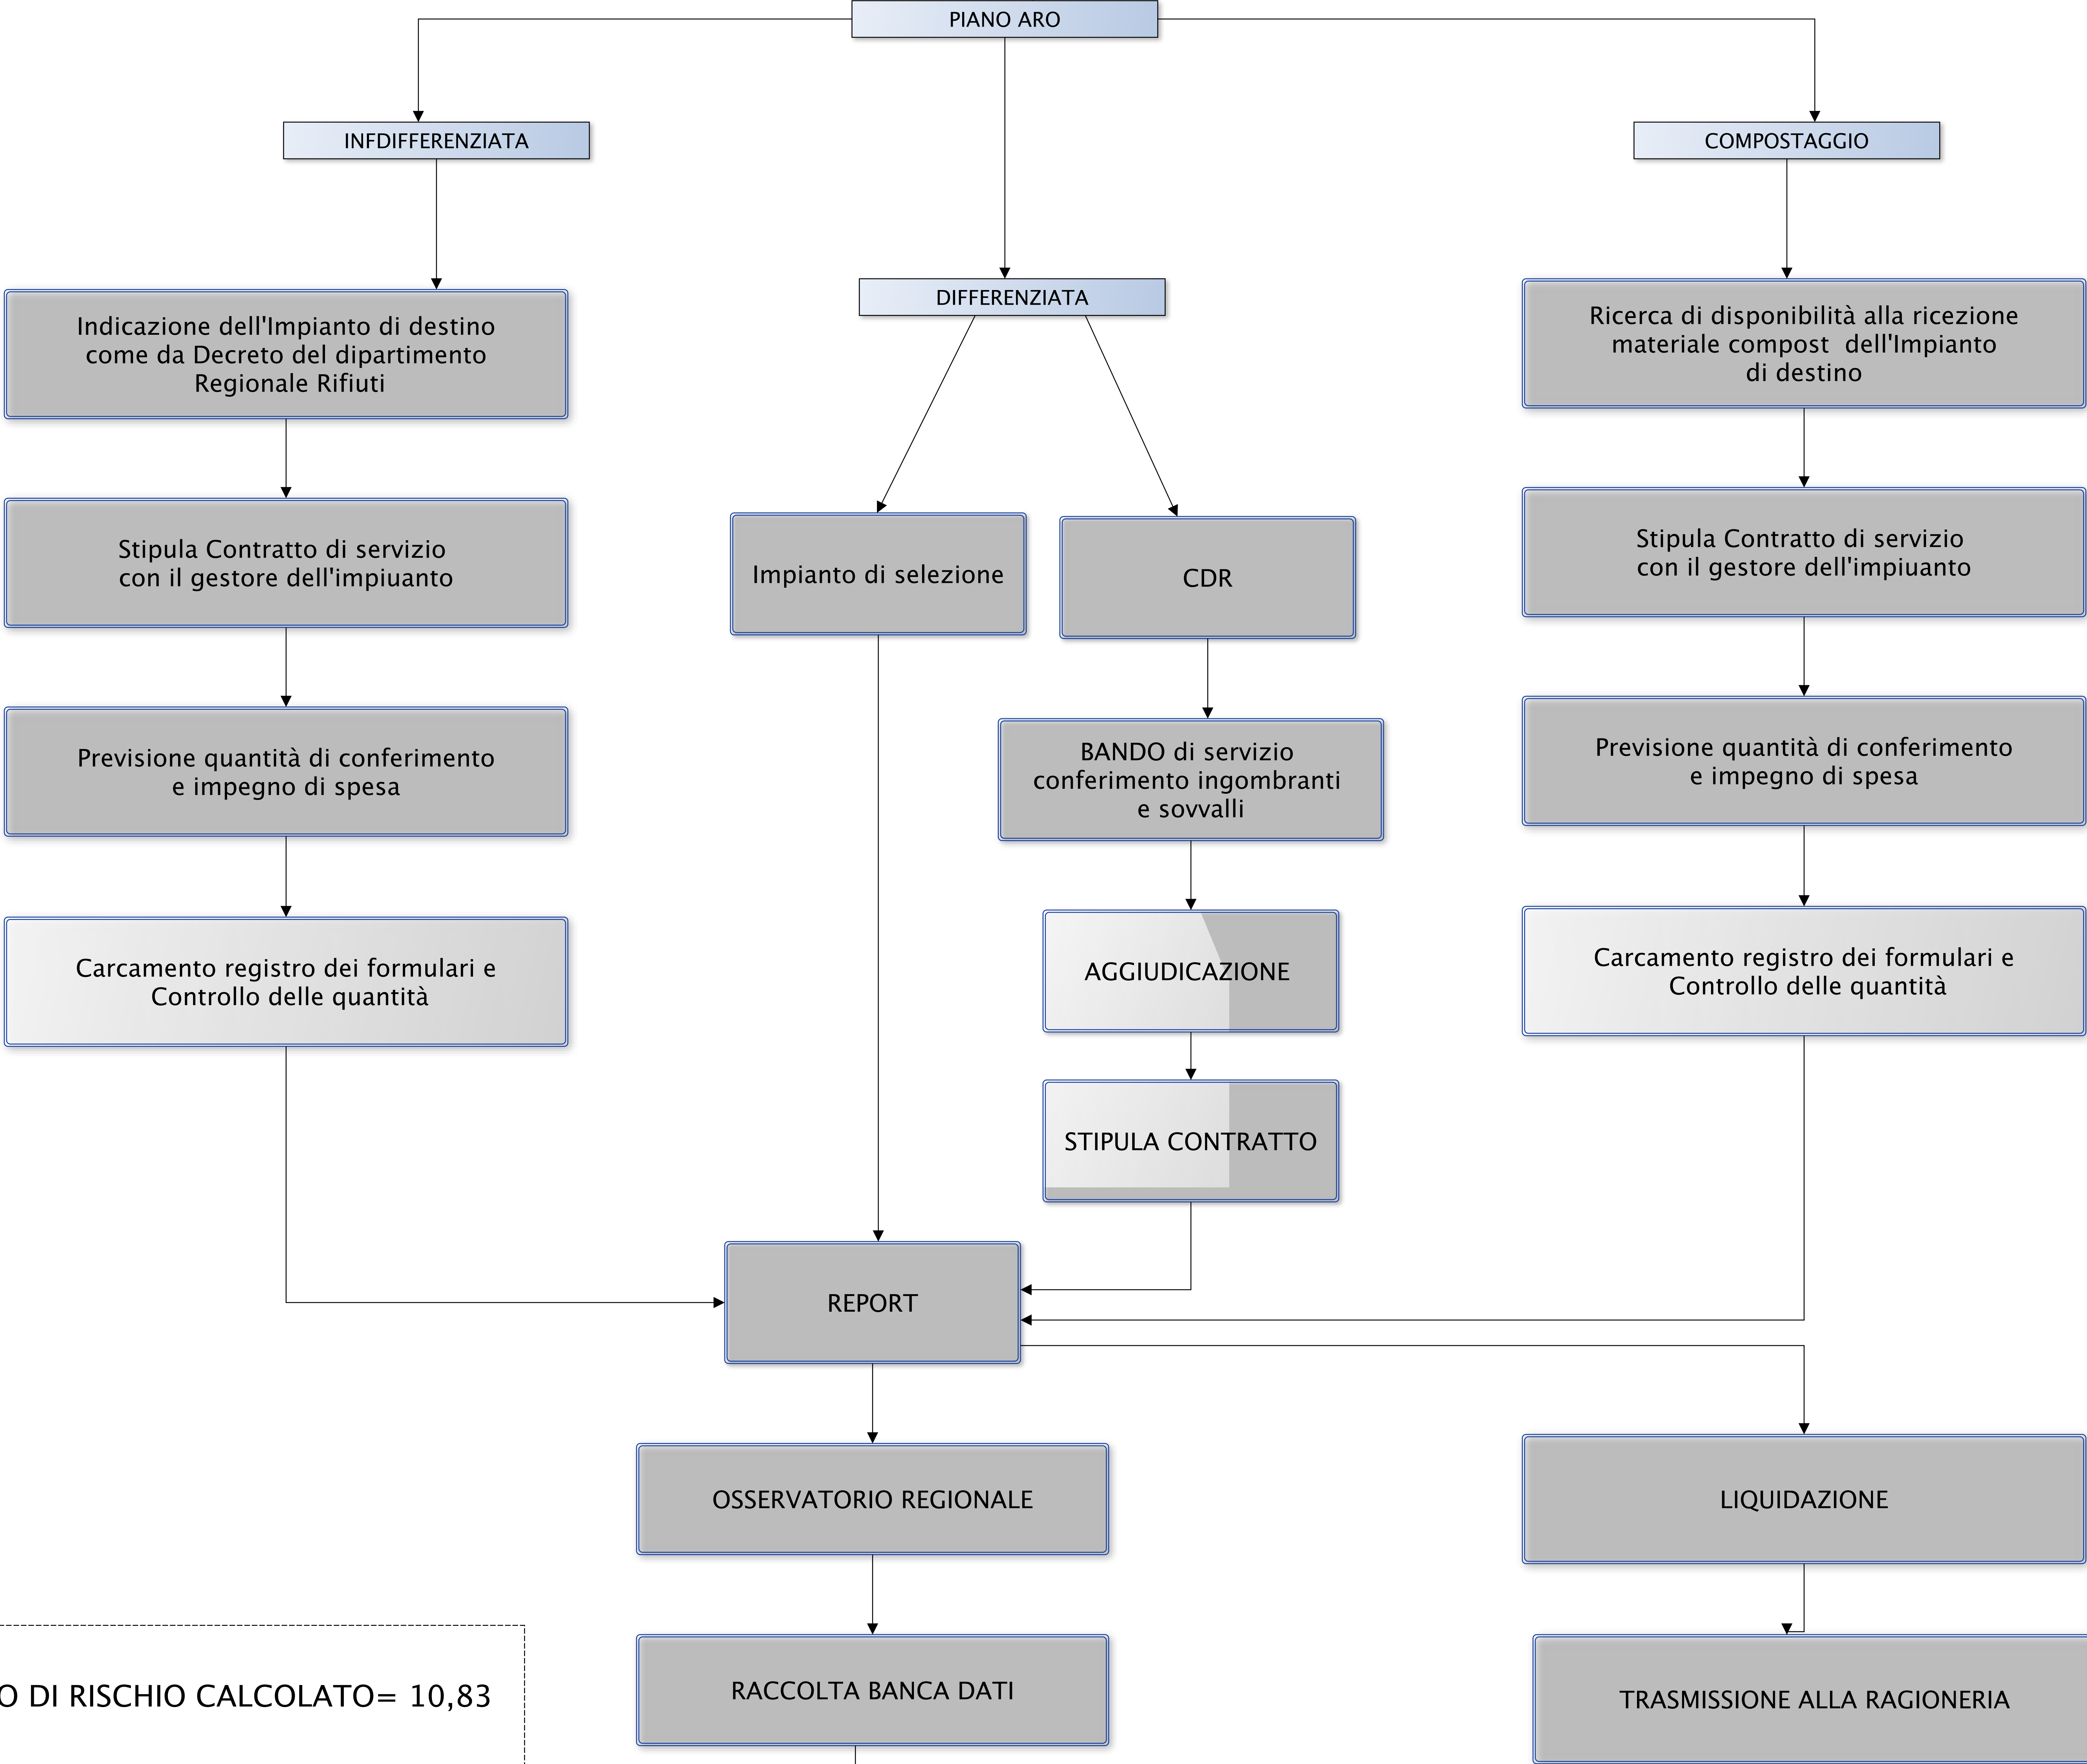 PIANO ARO
INFDIFFERENZIATA
COMPOSTAGGIO
DIFFERENZIATA
Indicazione dell'Impianto di destino
come da Decreto del dipartimento
Regionale Rifiuti
Ricerca di disponibilità alla ricezione
materiale compost dell'Impianto
di destino
Stipula Contratto di servizio
con il gestore dell'impiuanto
Impianto di selezione
CDR
Stipula Contratto di servizio
con il gestore dell'impiuanto
Previsione quantità di conferimento
e impegno di spesa
BANDO di servizio
conferimento ingombranti
e sovvalli
Previsione quantità di conferimento
e impegno di spesa
Carcamento registro dei formulari e
Controllo delle quantità
AGGIUDICAZIONE
Carcamento registro dei formulari e
Controllo delle quantità
STIPULA CONTRATTO
REPORT
OSSERVATORIO REGIONALE
LIQUIDAZIONE
O DI RISCHIO CALCOLATO= 10,83
RACCOLTA BANCA DATI
TRASMISSIONE ALLA RAGIONERIA